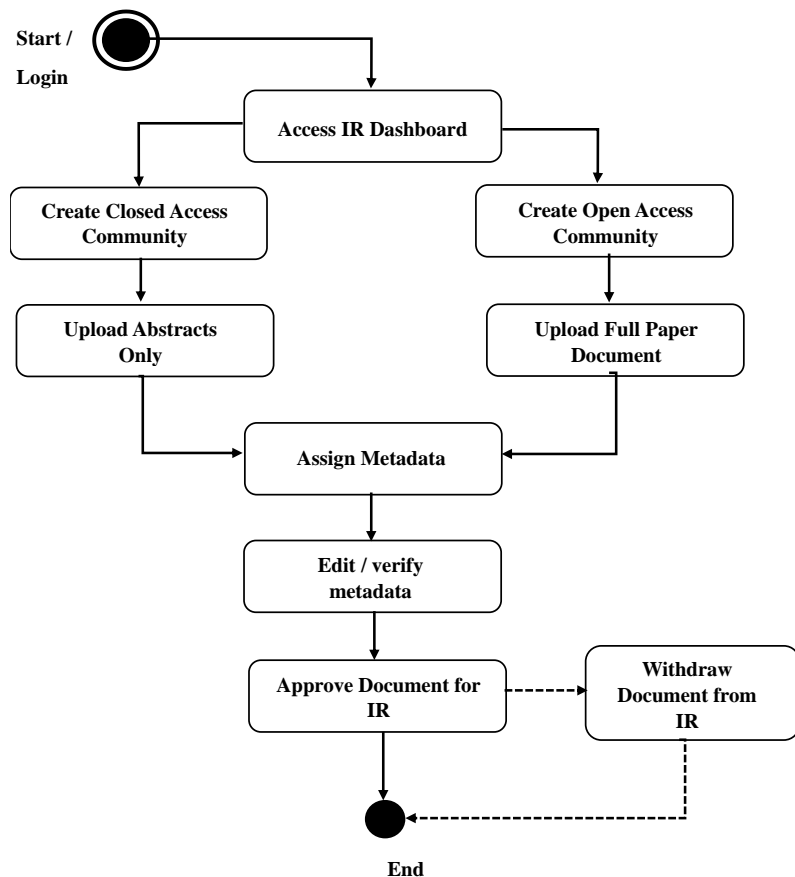 Start /
Login
Access IR Dashboard
Create Closed Access
Community
Create Open Access
Community
Upload Abstracts
Only
Upload Full Paper
Document
Assign Metadata
Edit / verify
metadata
Approve Document for
IR
Withdraw
Document from
IR
End